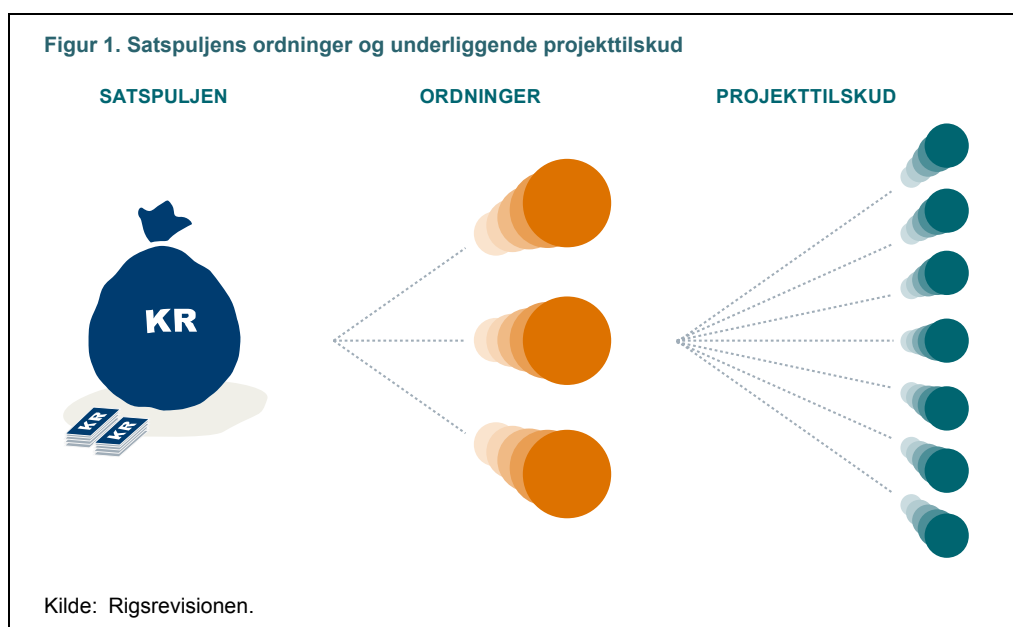 Figur 1. Satspuljens ordninger og underliggende projekttilskud
SATSPULJEN
ORDNINGER
PROJEKTTILSKUD
KR
KR
KR
Kilde: Rigsrevisionen.